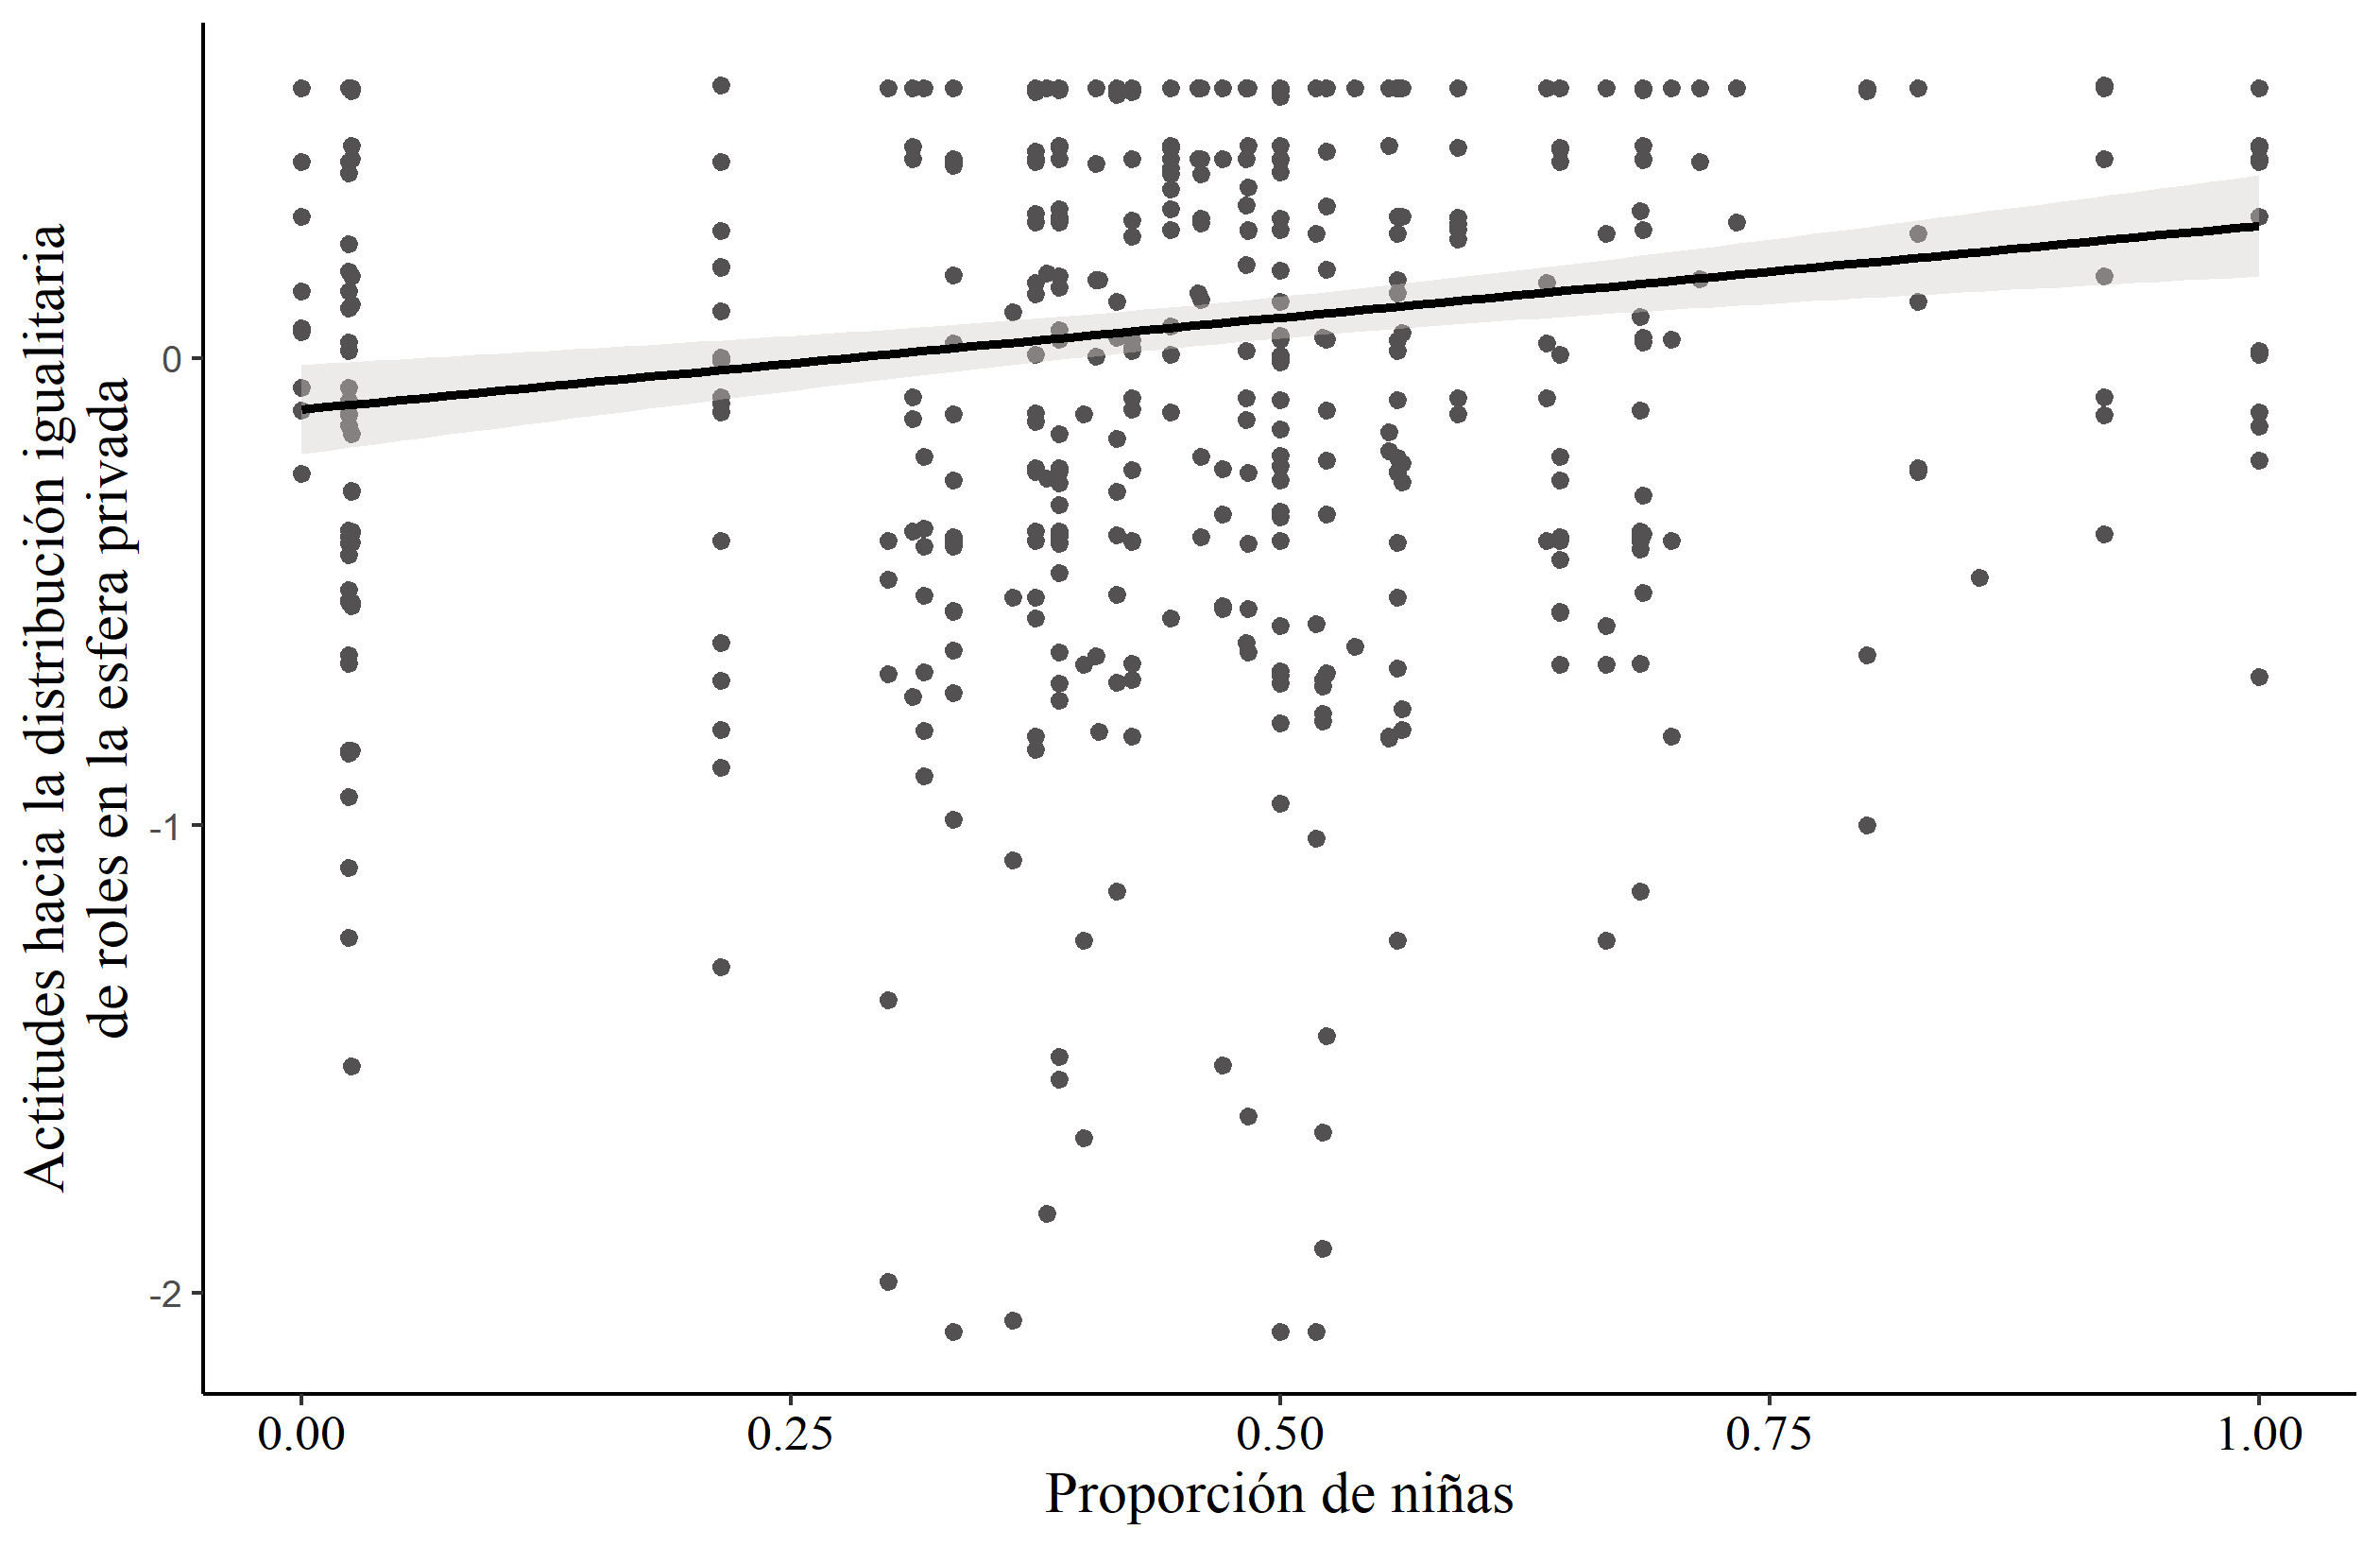 Actitudes hacia la distribución igualitaria
de roles en la esfera privada
0
-1
-2
0.00
0.25
0.50
0.75
1.00
Proporción de niñas